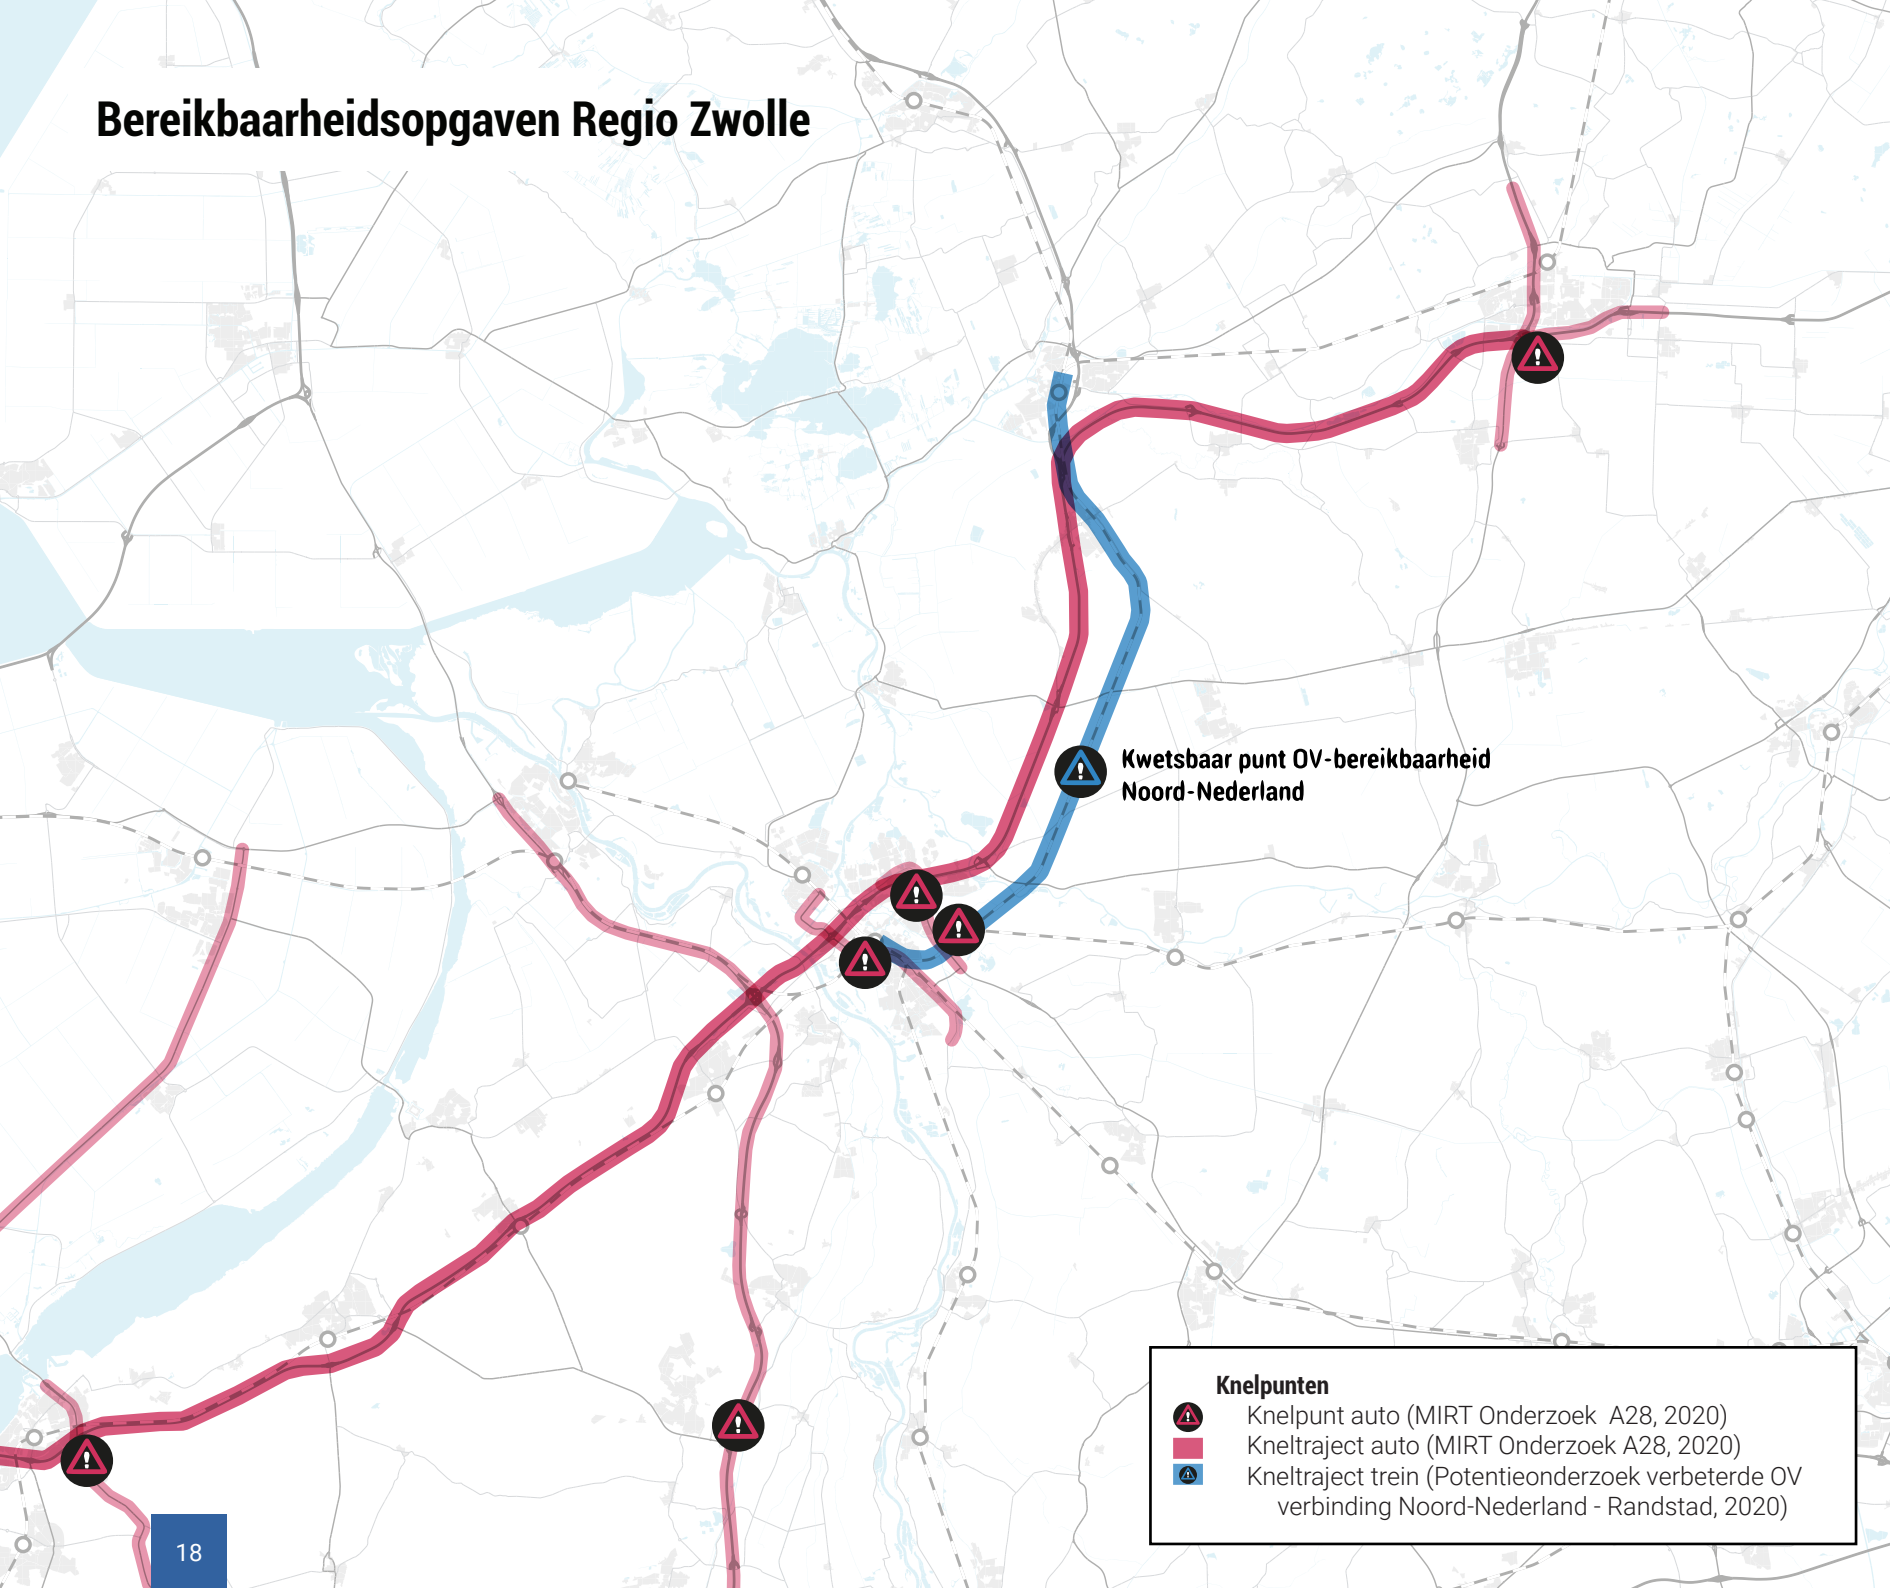 Bereikbaarheidsopgaven Regio Zwolle
Kwetsbaar punt OV-bereikbaarheid
Noord-Nederland
Knelpunten
Knelpunt auto (MIRT Onderzoek A28, 2020)
Kneltraject auto (MIRT Onderzoek A28, 2020)
Kneltraject trein (Potentieonderzoek verbeterde OV
verbinding Noord-Nederland - Randstad, 2020)
18